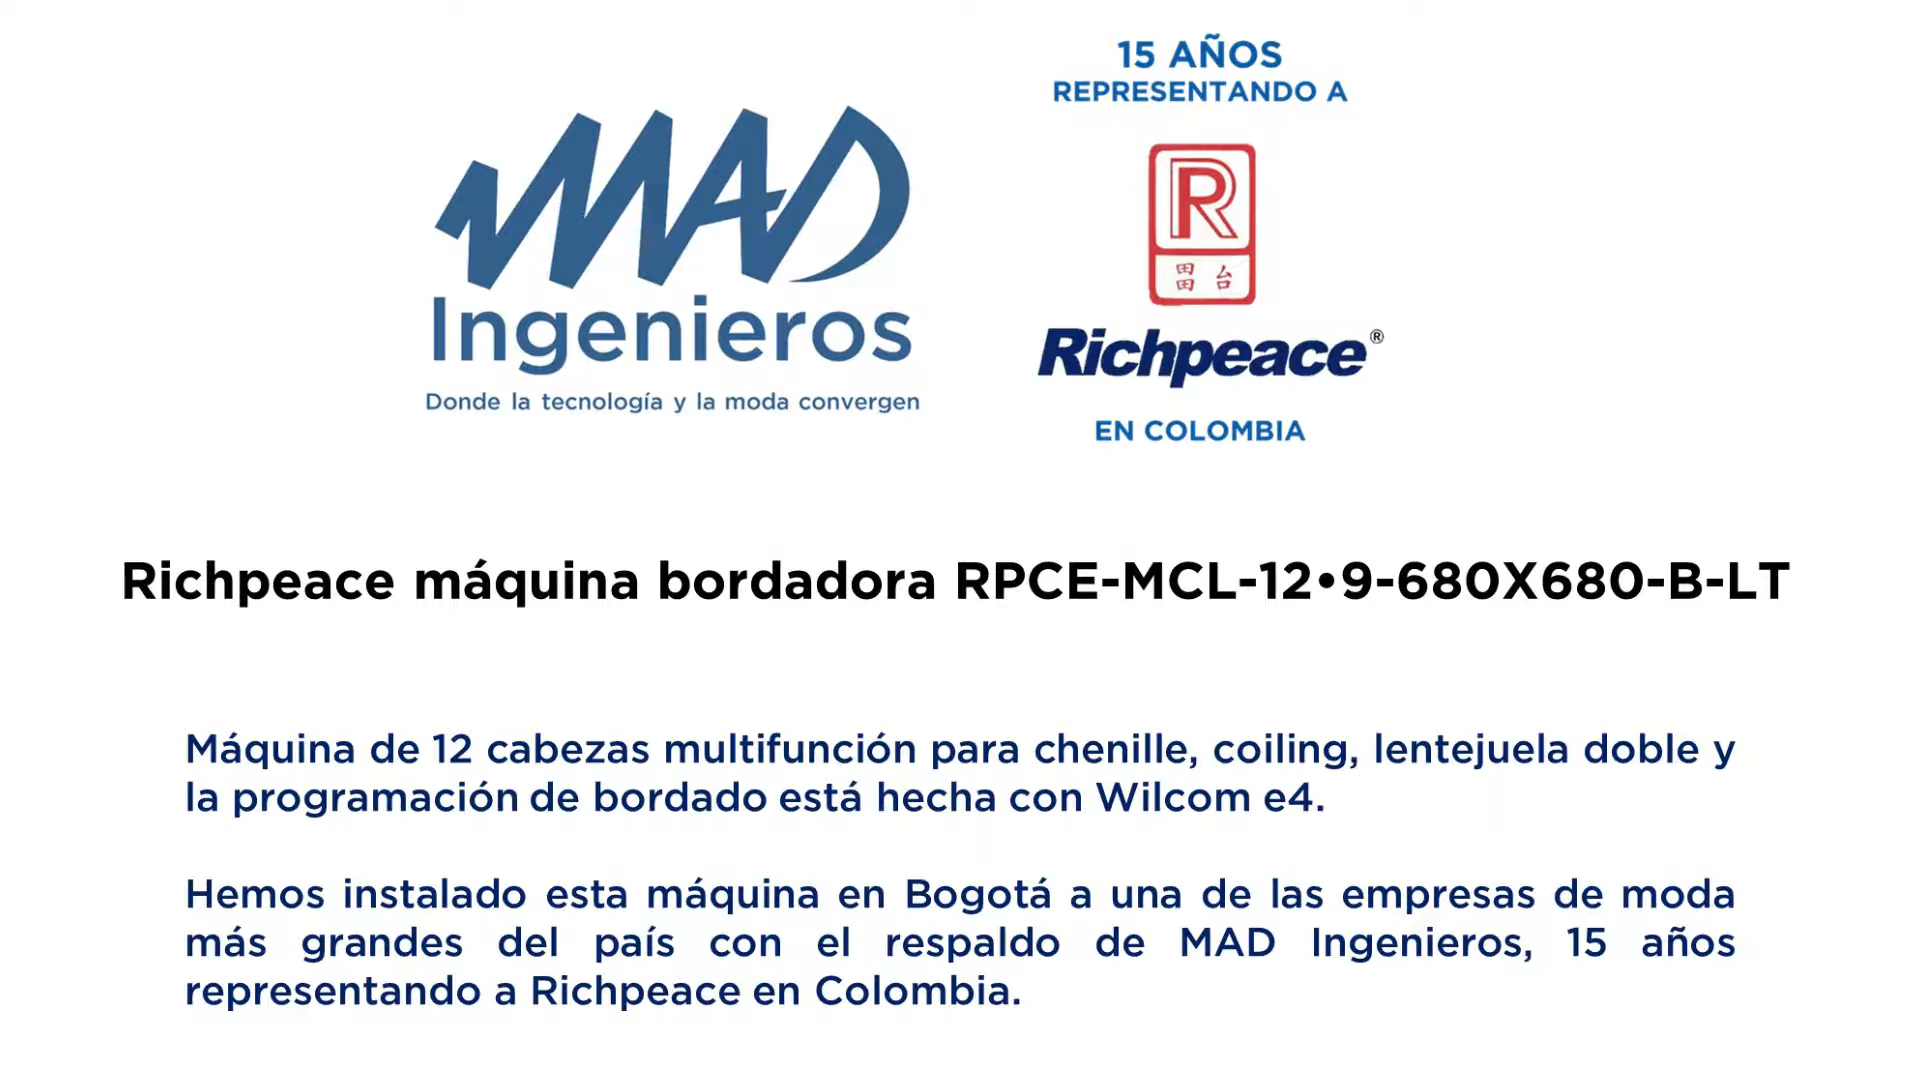 MAD
Ingenieros
Donde la tecnología y la moda convergen
15 AÑOS
REPRESENTANDO A
R
畾 台
Richpeace®
EN COLOMBIA
Richpeace máquina bordadora RPCE-MCL-12•9-680X680-B-LT
Máquina de 12 cabezas multifunción para chenille, coiling, lentejuela doble y
la programación de bordado está hecha con Wilcom e4.
Hemos instalado esta máquina en Bogotá a una de las empresas de moda
más grandes del país con el respaldo de MAD Ingenieros, 15 años
representando a Richpeace en Colombia.